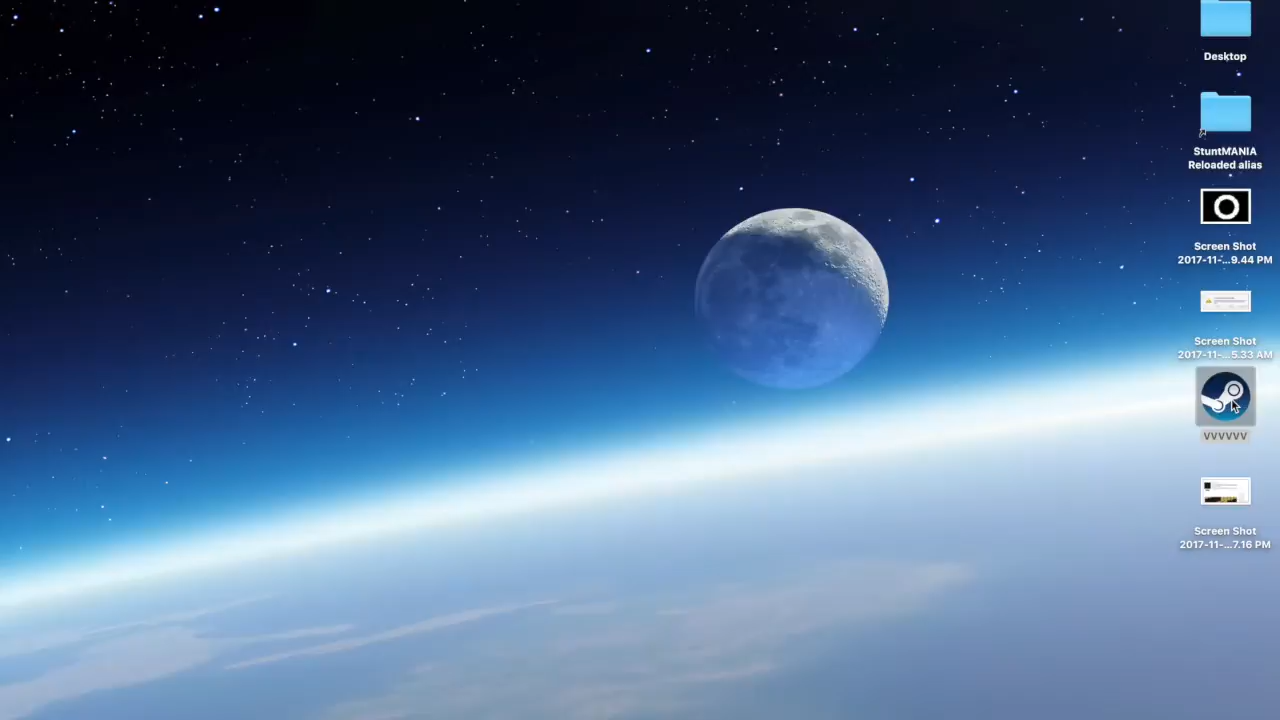 Desktop
StuntMANIA
Reloaded alias
Screen Shot
2017-11-...9.44 PM
Screen Shot
2017-11-...5.33 AM
VVVVVV
Screen Shot
2017-11-...7.16 PM